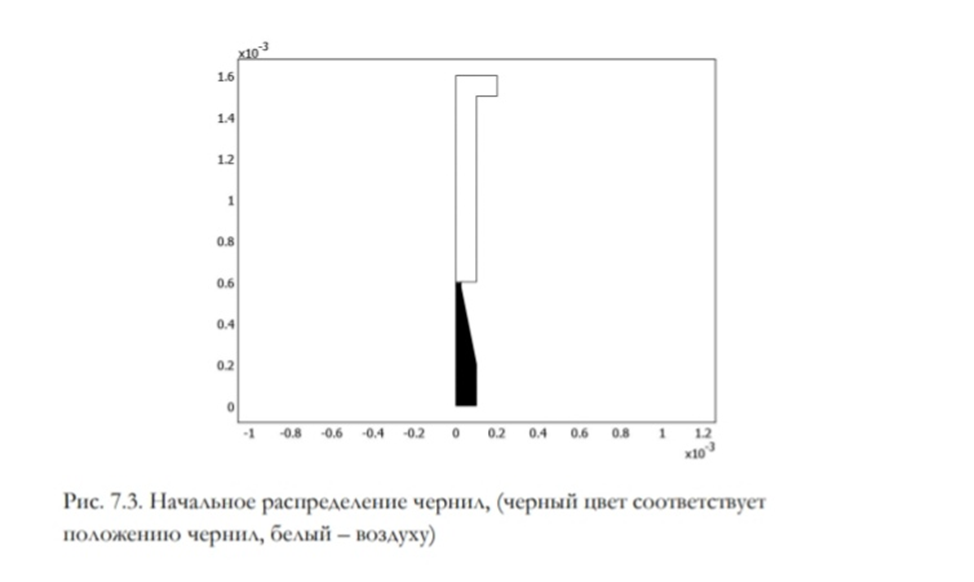 x10-3
1.6
1.4
1.2
1
0.8
0.6
0.4
0.2
0
-1 -0.8 -0.6 -0.4 -0.2 0 0.2 0.4 0.6 0.8 1 1.2
x10-3
Рис. 7.3. Начальное распределение чернил, (черный цвет соответствует
положению чернил, белый – воздуху)